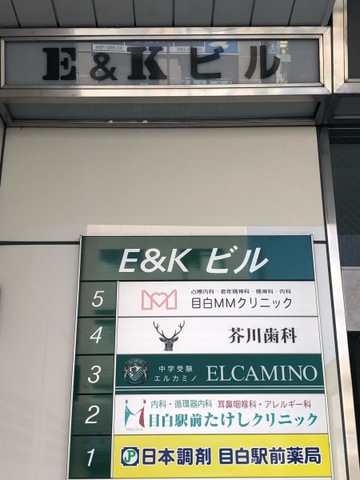 E&K ビル
E&K ビル
5
心療内科・老年精神科・精神科・内科
目白MMクリニック
4
芥川歯科
3
中学受験
エルカミノ
ELCAMINO
2
内科・循環器内科 耳鼻咽喉科・アレルギー科
目白駅前たけしクリニック
1
日本調剤 目白駅前薬局